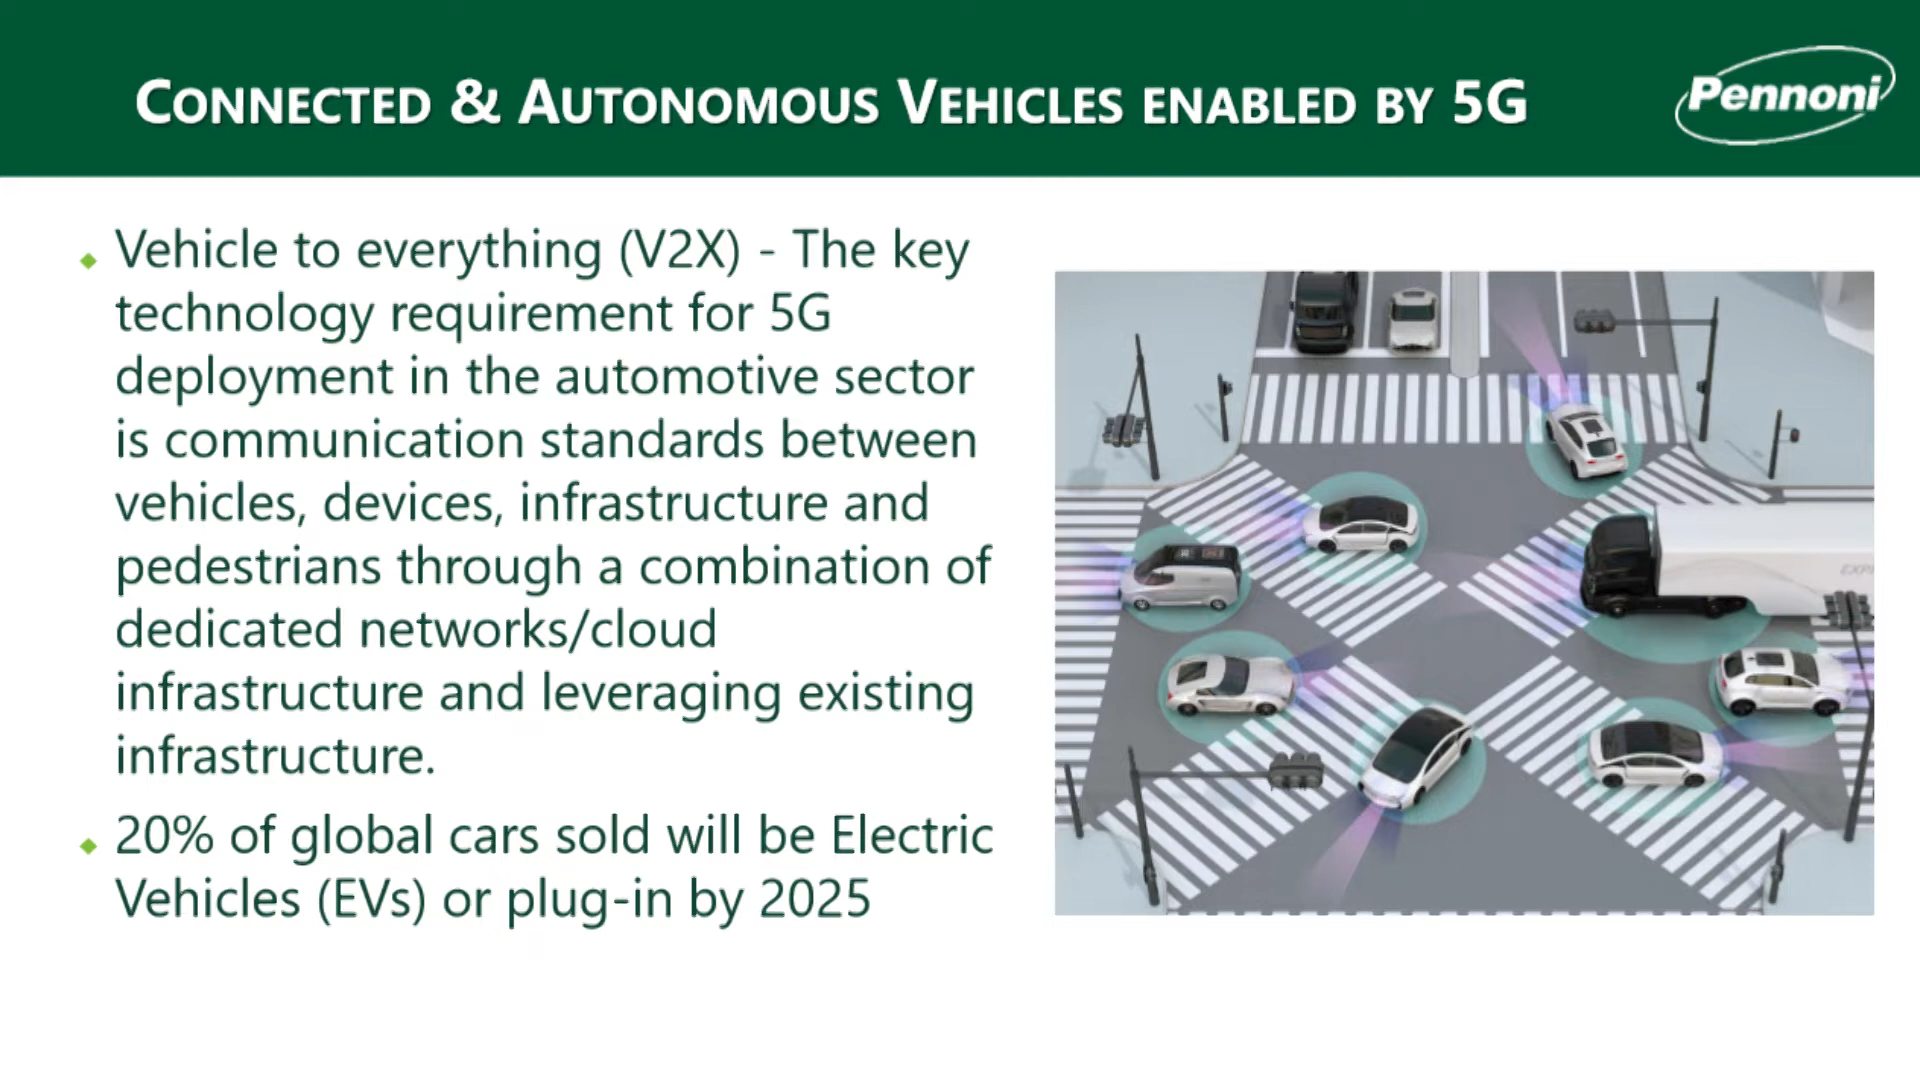 CONNECTED & AUTONOMOUS VEHICLES ENABLED BY 5G
Pennoni
Vehicle to everything (V2X) - The key
technology requirement for 5G
deployment in the automotive sector
is communication standards between
vehicles, devices, infrastructure and
pedestrians through a combination of
dedicated networks/cloud
infrastructure and leveraging existing
infrastructure.
20% of global cars sold will be Electric
Vehicles (EVs) or plug-in by 2025